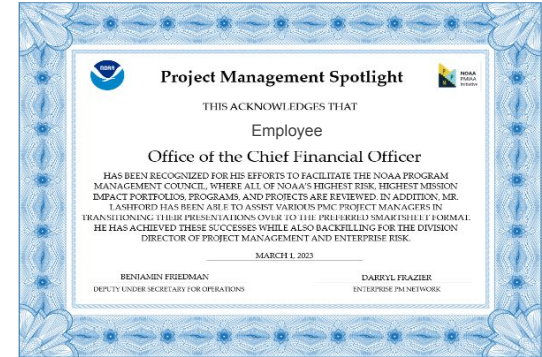 NOAA
Project Management Spotlight
NOAA
PMIAA
Initiative
THIS ACKNOWLEDGES THAT
Employee
Office of the Chief Financial Officer
HAS BEEN RECOGNIZED FOR HIS EFFORTS TO FACILITATE THE NOAA PROGRAM
MANAGEMENT COUNCIL, WHERE ALL OF NOAA'S HIGHEST RISK, HIGHEST MISSION
IMPACT PORTFOLIOS, PROGRAMS, AND PROJECTS ARE REVIEWED. IN ADDITION, MR.
LASHFORD HAS BEEN ABLE TO ASSIST VARIOUS PMC PROJECT MANAGERS IN
TRANSITIONING THEIR PRESENTATIONS OVER TO THE PREFERRED SMARTSHEET FORMAT.
HE HAS ACHIEVED THESE SUCCESSES WHILE ALSO BACKFILLING FOR THE DIVISION
DIRECTOR OF PROJECT MANAGEMENT AND ENTERPRISE RISK.
MARCH 1, 2023
BENJAMIN FRIEDMAN
DEPUTY UNDER SECRETARY FOR OPERATIONS
DARRYL FRAZIER
ENTERPRISE PM NETWORK